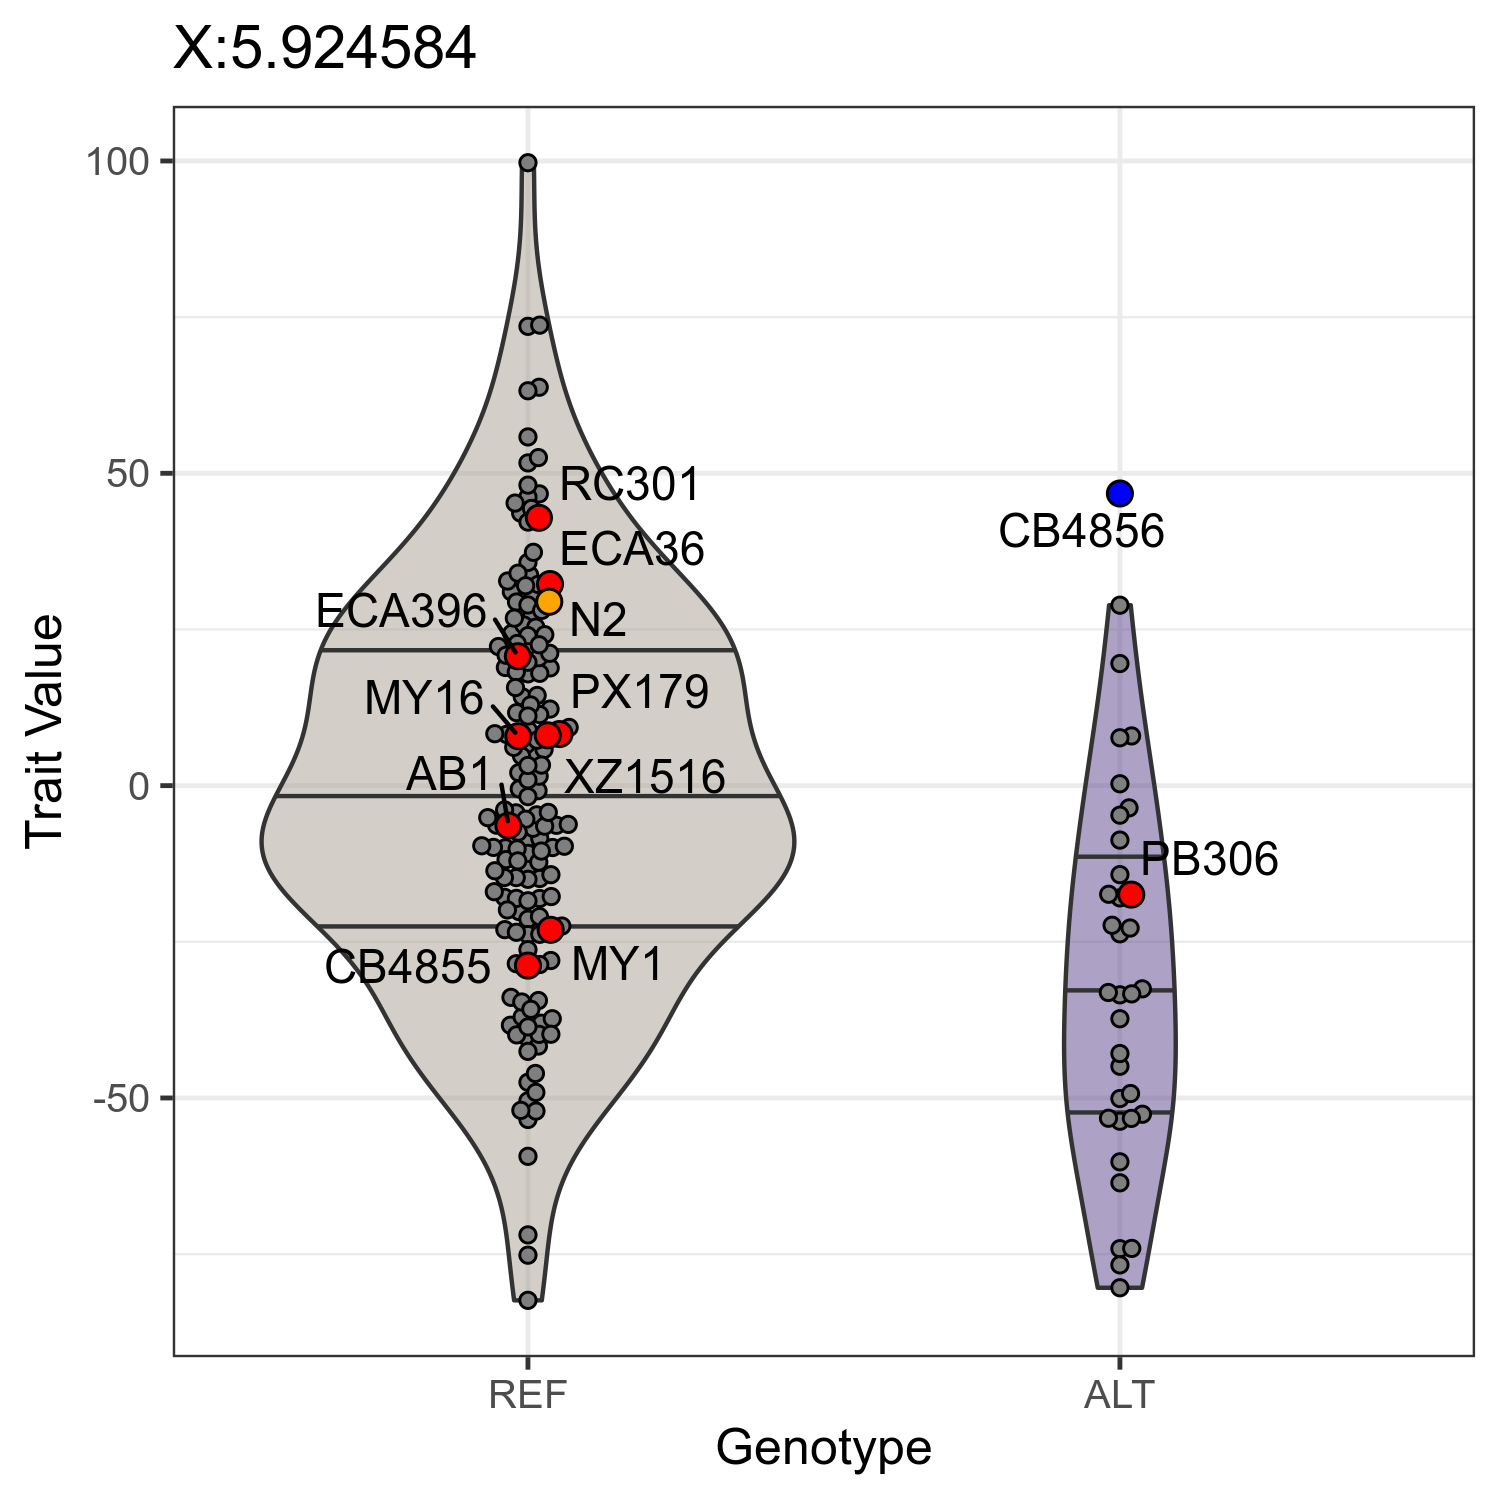 X:5.924584
Trait Value
100
50
0
-50
RC301
ECA36
ECA396
N2
MY16
PX179
AB1
XZ1516
CB4855
MY1
CB4856
PB306
REF
ALT
Genotype